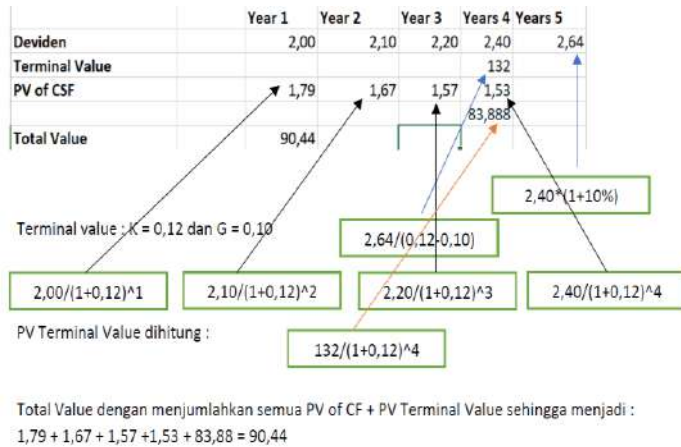 Year 1 Year 2 Year 3 Years 4 Years 5
Deviden 2,00 2,10 2,20 2,40 2,64
Terminal Value 132
PV of CSF 1,79 1,67 1,57 1,53
83,888
Total Value 90,44
2,40*(1+10%)
Terminal value : K = 0,12 dan G = 0,10
2,64/(0,12-0,10)
2,00/(1+0,12)^1 2,10/(1+0,12)^2 2,20/(1+0,12)^3 2,40/(1+0,12)^4
PV Terminal Value dihitung :
132/(1+0,12)^4
Total Value dengan menjumlahkan semua PV of CF + PV Terminal Value sehingga menjadi :
1,79 + 1,67 + 1,57 +1,53 + 83,88 = 90,44